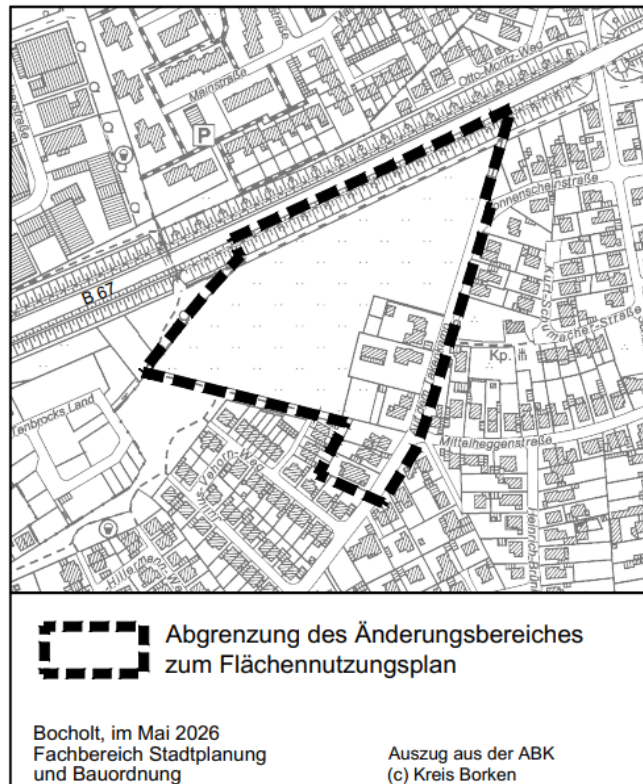 Otto-Moritz-Weg
Mainstraße
P
B 67
Kurt-Schumacher-Straße
Kp.
Mittelheggenstraße
Bocholt, im Mai 2026
Abgrenzung des Änderungsbereiches
zum Flächennutzungsplan
Fachbereich Stadtplanung
und Bauordnung
Auszug aus der ABK
(c) Kreis Borken